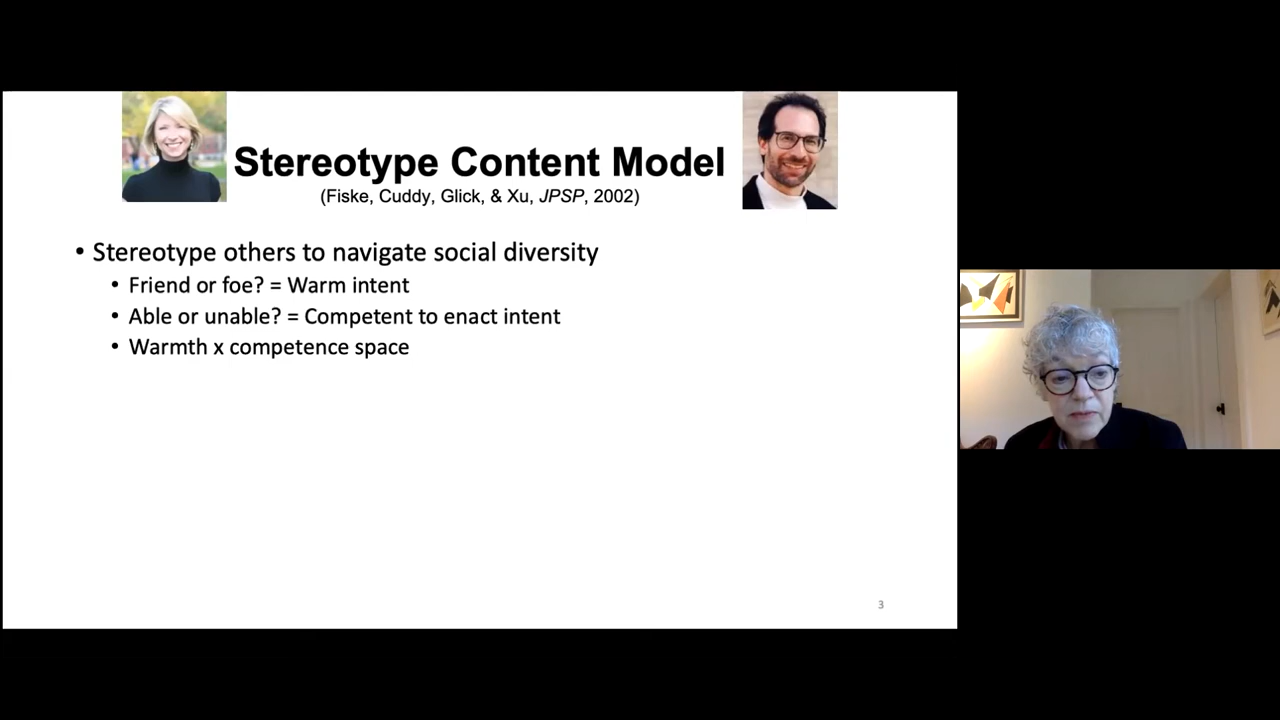 Stereotype Content Model
(Fiske, Cuddy, Glick, & Xu, JPSP, 2002)
• Stereotype others to navigate social diversity
• Friend or foe? = Warm intent
• Able or unable? = Competent to enact intent
• Warmth x competence space
3